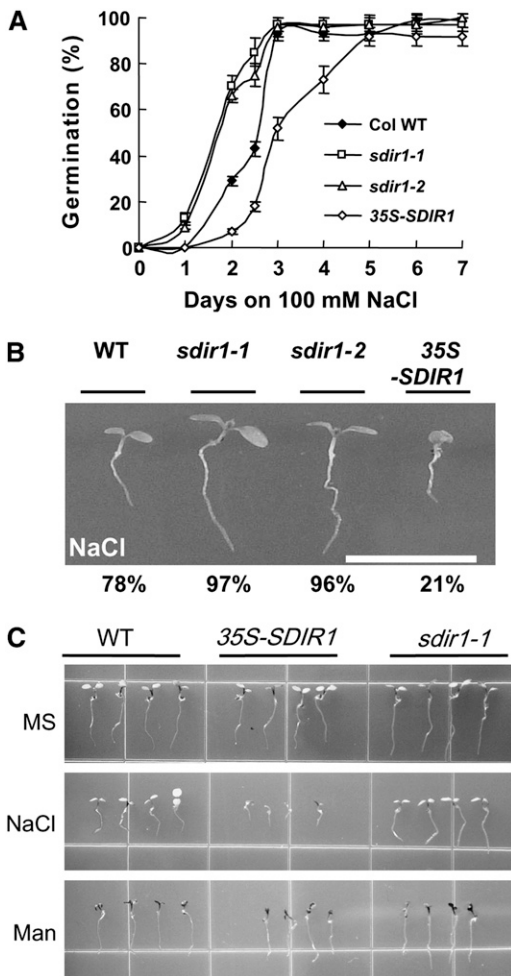 A
Germination (%)
100
80
60
40
20
0
Col WT
sdir1-1
sdir1-2
35S-SDIR1
0 1 2 3 4 5 6 7
Days on 100 mM NaCl
B
WT sdir1-1 sdir1-2 35S
-SDIR1
NaCl
78% 97% 96% 21%
C
WT 35S-SDIR1 sdir1-1
MS
NaCl
Man